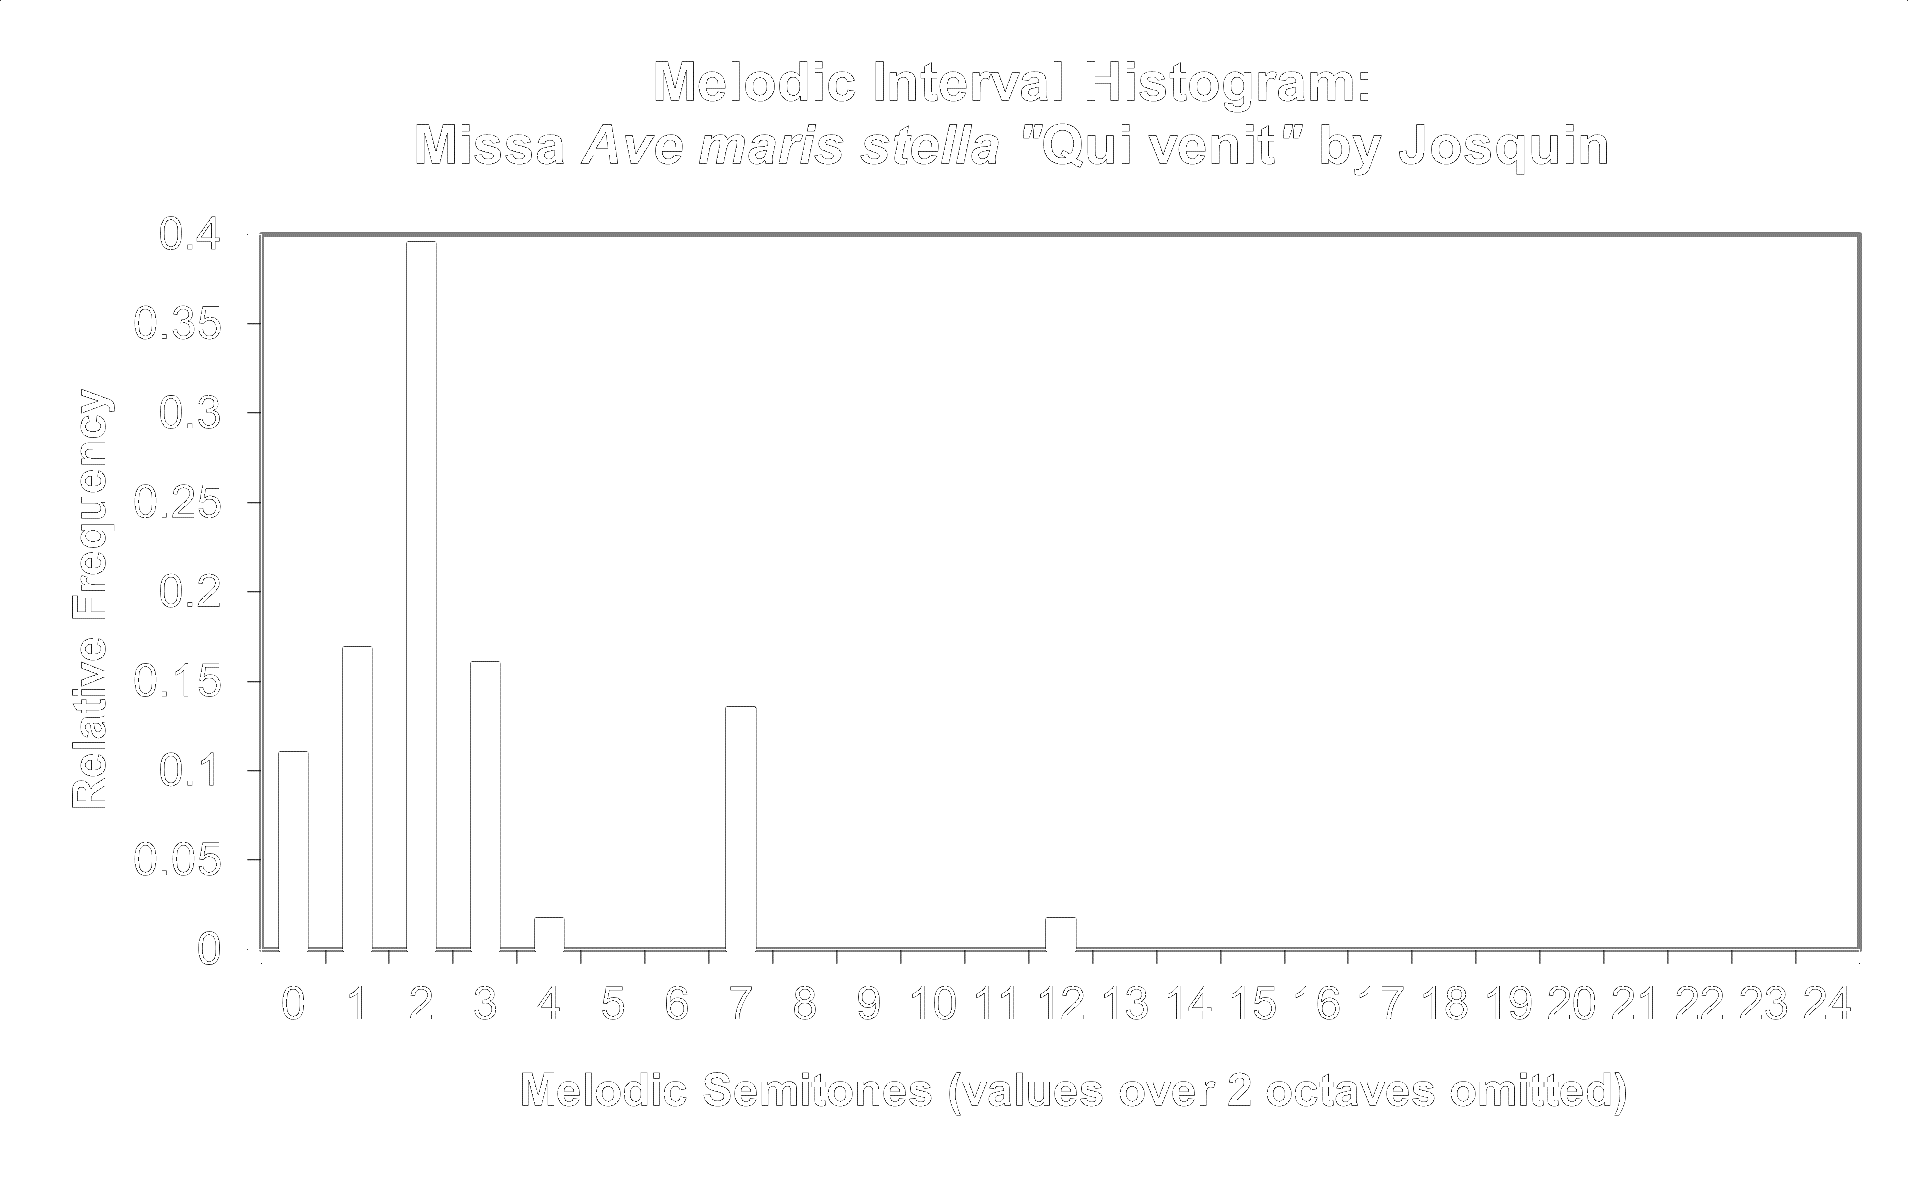 Melodic Interval Histogram:
Missa Ave maris stella "Qui venit" by Josquin
0.4
0.35
0.3
0.25
0.2
0.15
0.1
0.05
0
Relative Frequency
0 1 2 3 4 5 6 7 8 9 10 11 12 13 14 15 16 17 18 19 20 21 22 23 24
Melodic Semitones (values over 2 octaves omitted)